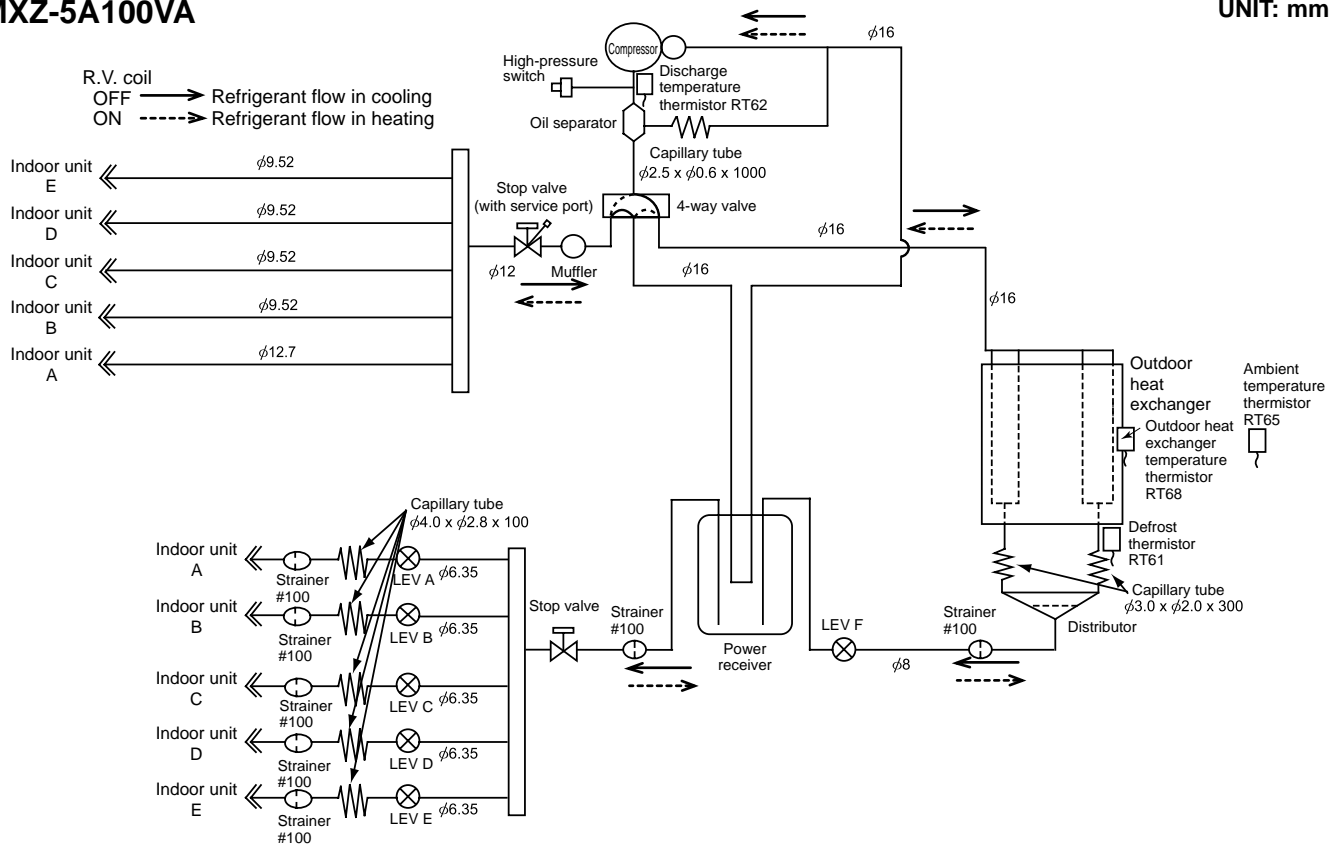 MXZ-5A100VA
UNIT: mm
R.V. coil
OFF
Refrigerant flow in cooling
ON
Refrigerant flow in heating
Compressor
High-pressure
switch
Discharge
temperature
thermistor RT62
Oil separator
Capillary tube
ϕ2.5 x ϕ0.6 x 1000
ϕ16
Stop valve
(with service port)
4-way valve
ϕ12
Muffler
ϕ16
ϕ16
ϕ16
Indoor unit
E
ϕ9.52
Indoor unit
D
ϕ9.52
Indoor unit
C
ϕ9.52
Indoor unit
B
ϕ9.52
Indoor unit
A
ϕ12.7
Outdoor
heat
exchanger
Ambient
temperature
thermistor
RT65
Outdoor heat
exchanger
temperature
thermistor
RT68
Defrost
thermistor
RT61
Capillary tube
ϕ3.0 x ϕ2.0 x 300
Distributor
Strainer
#100
ϕ8
LEV F
Power
receiver
Strainer
#100
Stop valve
Capillary tube
ϕ4.0 x ϕ2.8 x 100
Indoor unit
A
Strainer
#100
LEV A
ϕ6.35
Indoor unit
B
Strainer
#100
LEV B
ϕ6.35
Indoor unit
C
Strainer
#100
LEV C
ϕ6.35
Indoor unit
D
Strainer
#100
LEV D
ϕ6.35
Indoor unit
E
Strainer
#100
LEV E
ϕ6.35